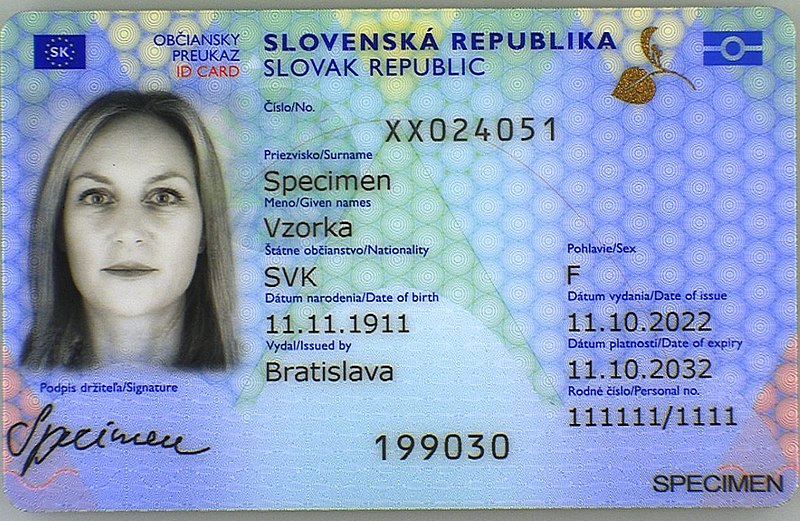 SK
OBČIANSKY
PREUKAZ
ID CARD
SLOVENSKÁ REPUBLIKA
SLOVAK REPUBLIC
Číslo/No.
XX024051
Priezvisko/Surname
Specimen
Meno/Given names
Vzorka
Štátne občianstvo/Nationality
SVK
Pohlavie/Sex
F
Dátum narodenia/Date of birth
11.11.1911
Dátum vydania/Date of issue
11.10.2022
Vydal/Issued by
Bratislava
Dátum platnosti/Date of expiry
11.10.2032
Rodné číslo/Personal no.
111111/1111
Podpis držiteľa/Signature
Specimen
199030
SPECIMEN